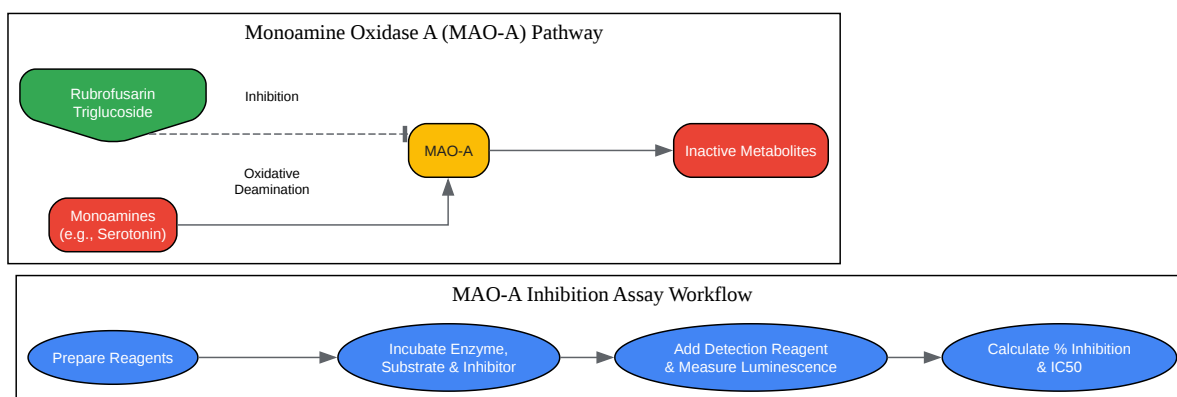 Monoamine Oxidase A (MAO-A) Pathway
Rubrofusarin
Triglucoside
Inhibition
MAO-A
Inactive Metabolites
Oxidative
Deamination
Monoamines
(e.g., Serotonin)
MAO-A Inhibition Assay Workflow
Prepare Reagents
Incubate Enzyme,
Substrate & Inhibitor
Add Detection Reagent
& Measure Luminescence
Calculate % Inhibition
& IC50